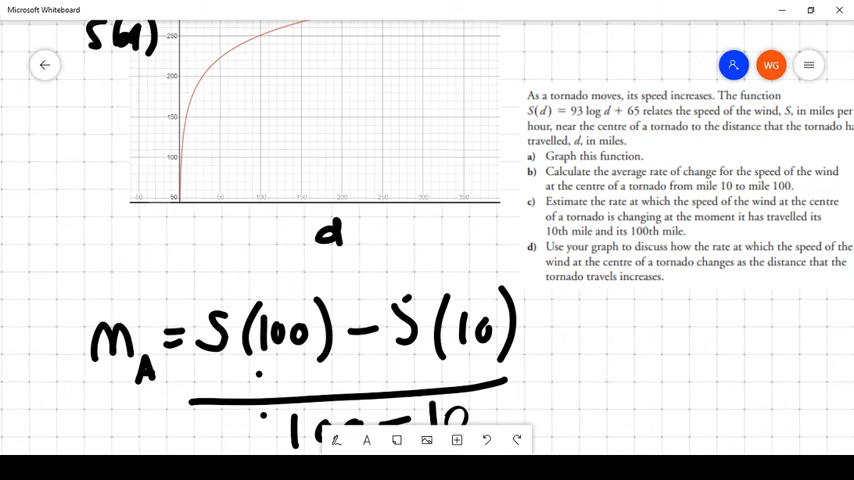 Microsoft Whiteboard
S(d)
250
200
150
100
50
-50
50
100
150
200
250
300
350
d
WG
As a tornado moves, its speed increases. The function
S(d) = 93 log d + 65 relates the speed of the wind, S, in miles per
hour, near the centre of a tornado to the distance that the tornado ha
travelled, d, in miles.
a) Graph this function.
b) Calculate the average rate of change for the speed of the wind
at the centre of a tornado from mile 10 to mile 100.
c) Estimate the rate at which the speed of the wind at the centre
of a tornado is changing at the moment it has travelled its
10th mile and its 100th mile.
d) Use your graph to discuss how the rate at which the speed of the
wind at the centre of a tornado changes as the distance that the
tornado travels increases.
m_A = S(100) - S(10)
100 - 10
A